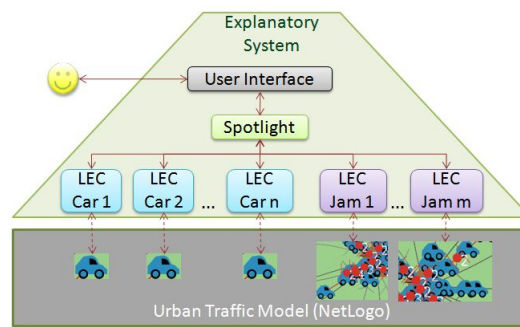 Explanatory
System
User Interface
Spotlight
LEC
Car 1
LEC
Car 2
...
LEC
Car n
LEC
Jam 1
...
LEC
Jam m
Urban Traffic Model (NetLogo)